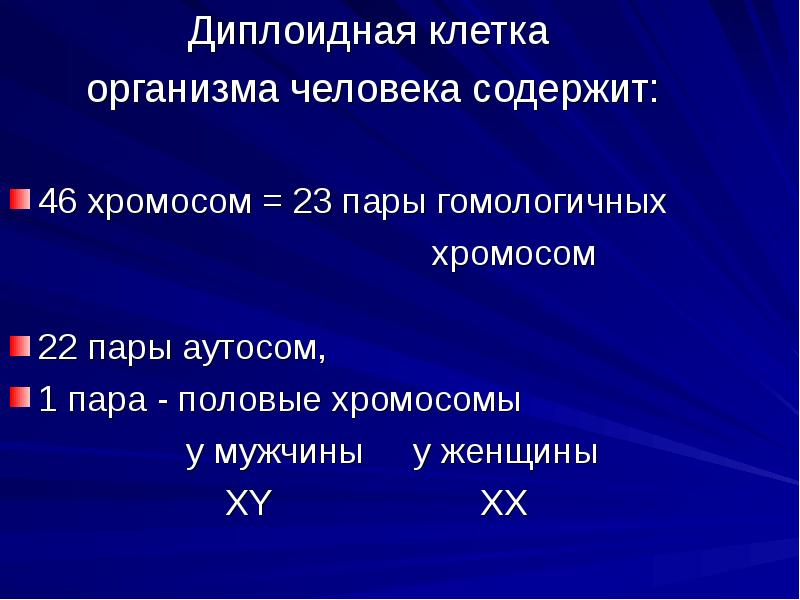 Диплоидная клетка
организма человека содержит:
46 хромосом = 23 пары гомологичных
хромосом
22 пары аутосом,
1 пара - половые хромосомы
у мужчины у женщины
XY XX